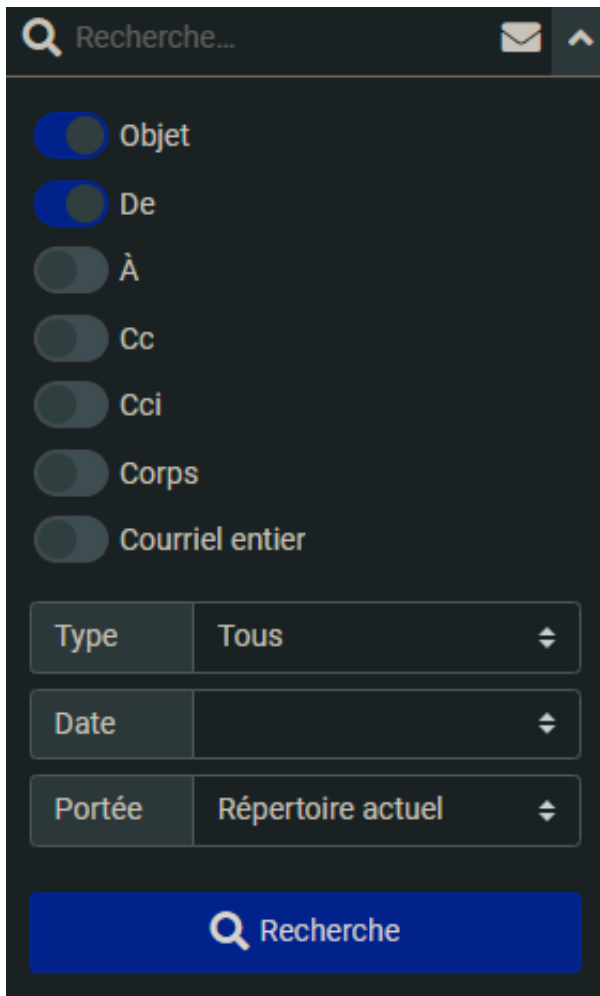 Recherche...
Objet
De
À
Cc
Cci
Corps
Courriel entier
Type Tous
Date
Portée Répertoire actuel
Recherche